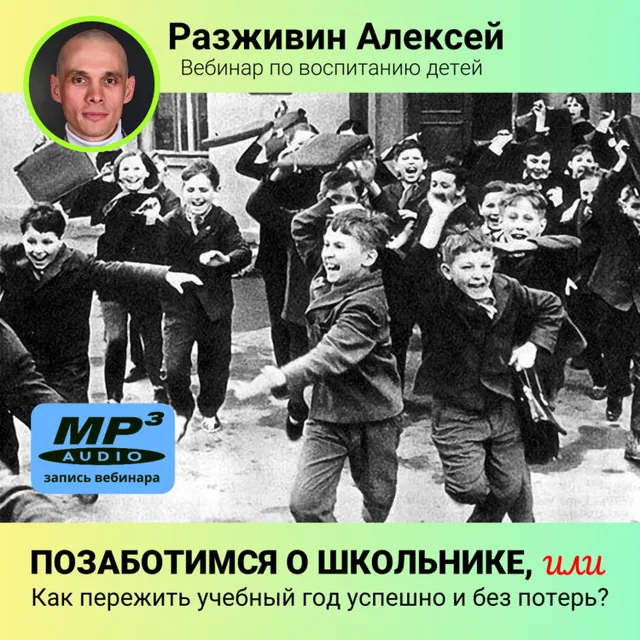 Разживин Алексей
Вебинар по воспитанию детей
MP3
AUDIO
запись вебинара
ПОЗАБОТИМСЯ О ШКОЛЬНИКЕ, или
Как пережить учебный год успешно и без потерь?